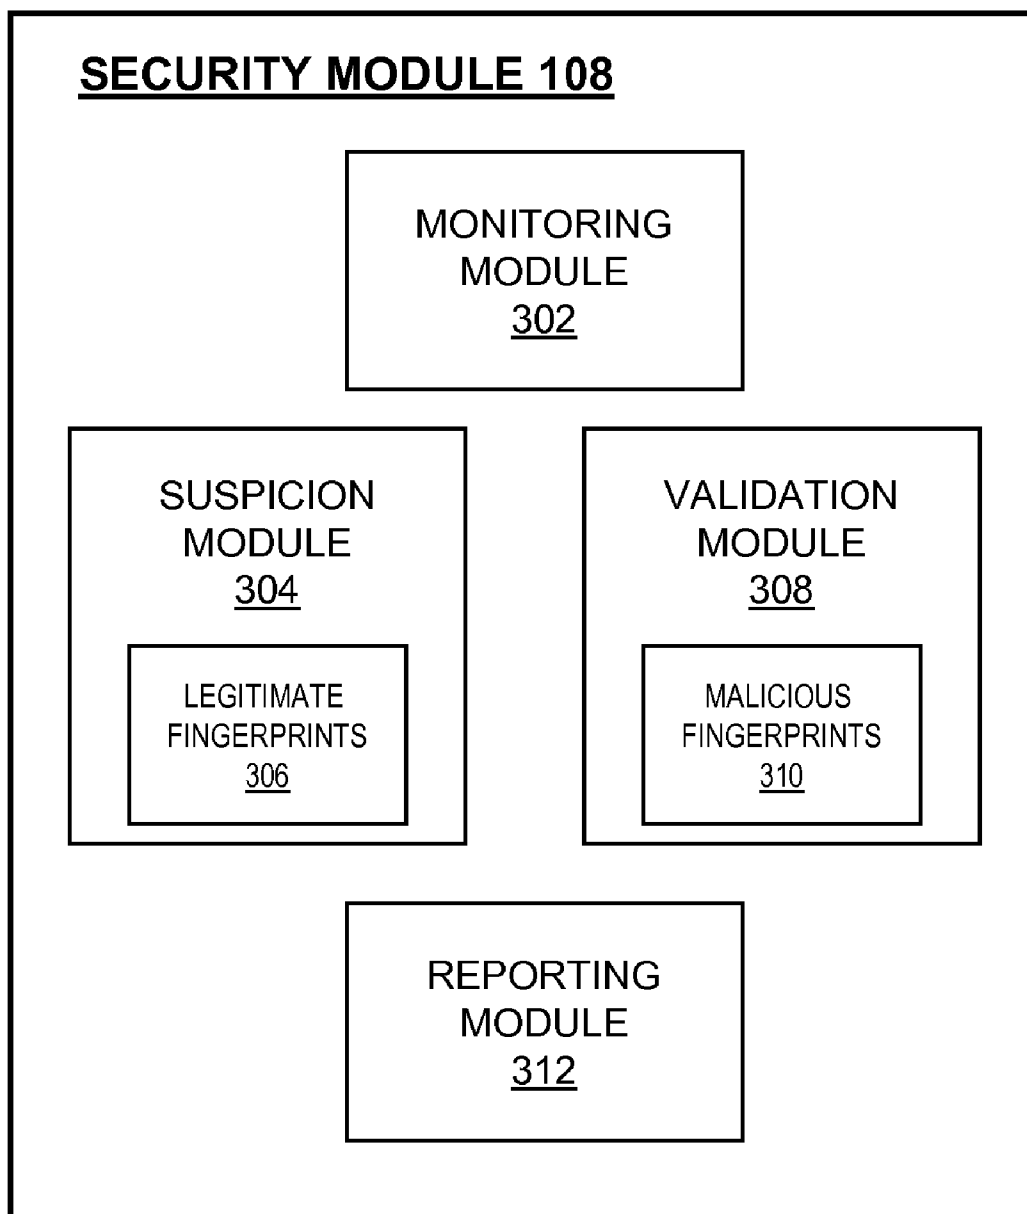 SECURITY MODULE 108
MONITORING
MODULE
302
SUSPICION
MODULE
304
LEGITIMATE
FINGERPRINTS
306
VALIDATION
MODULE
308
MALICIOUS
FINGERPRINTS
310
REPORTING
MODULE
312